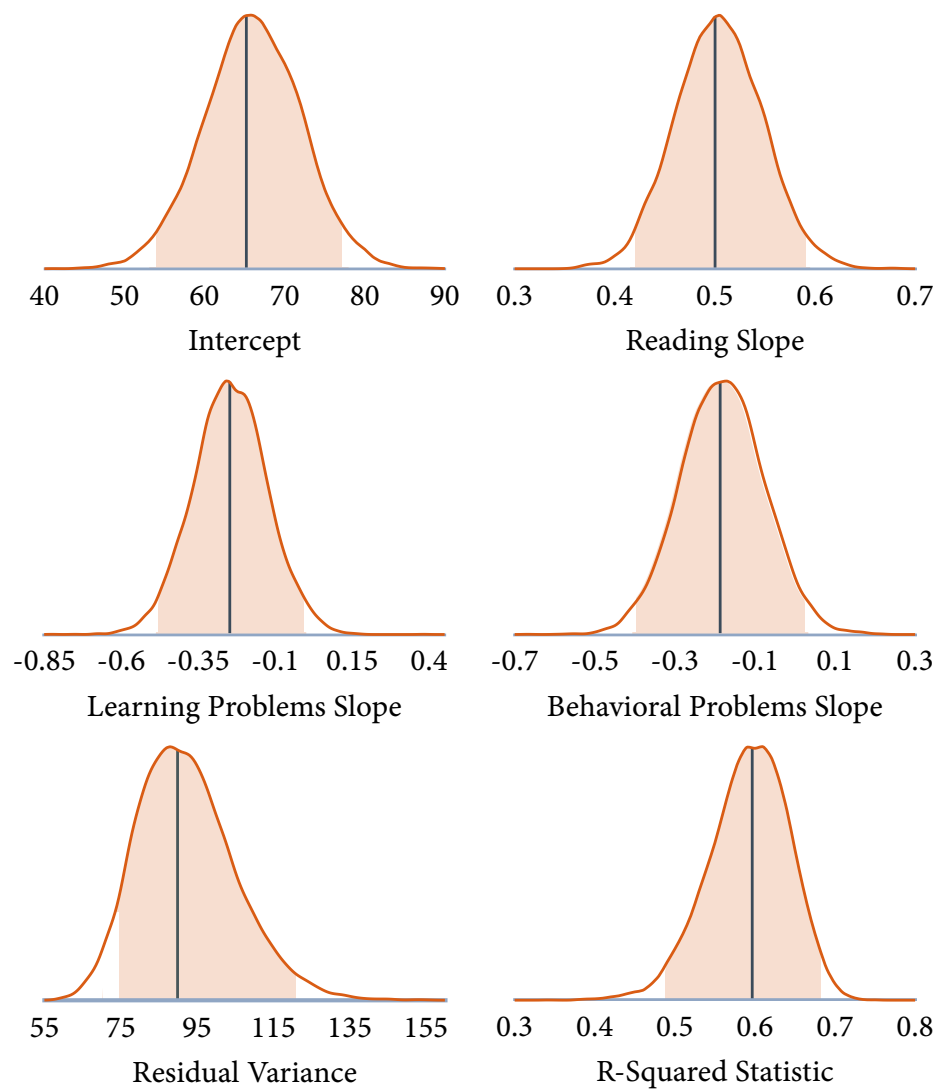 40 50 60 70 80 90
Intercept
0.3 0.4 0.5 0.6 0.7
Reading Slope
-0.85 -0.6 -0.35 -0.1 0.15 0.4
Learning Problems Slope
-0.7 -0.5 -0.3 -0.1 0.1 0.3
Behavioral Problems Slope
55 75 95 115 135 155
Residual Variance
0.3 0.4 0.5 0.6 0.7 0.8
R-Squared Statistic